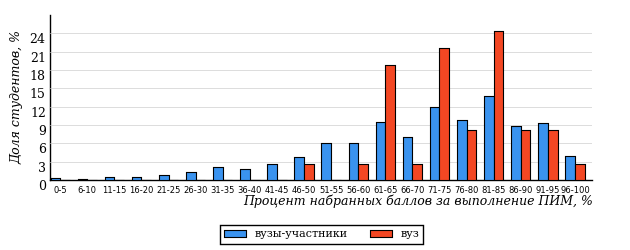 Доля студентов, %
24
21
18
15
12
9
6
3
0
0-5 6-10 11-15 16-20 21-25 26-30 31-35 36-40 41-45 46-50 51-55 56-60 61-65 66-70 71-75 76-80 81-85 86-90 91-95 96-100
Процент набранных баллов за выполнение ПИМ, %
вузы-участники вуз